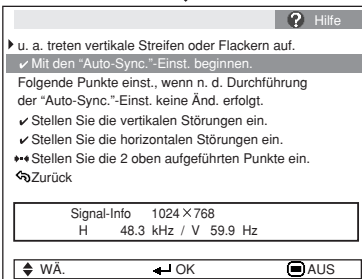 ? Hilfe
u. a. treten vertikale Streifen oder Flackern auf.
✔ Mit den “Auto-Sync.”-Einst. beginnen.
Folgende Punkte einst., wenn n. d. Durchführung
der “Auto-Sync.”-Einst. keine Änd. erfolgt.
✔ Stellen Sie die vertikalen Störungen ein.
✔ Stellen Sie die horizontalen Störungen ein.
Stellen Sie die 2 oben aufgeführten Punkte ein.
Zurück
Signal-Info 1024×768
H 48.3 kHz / V 59.9 Hz
WÄ. OK AUS